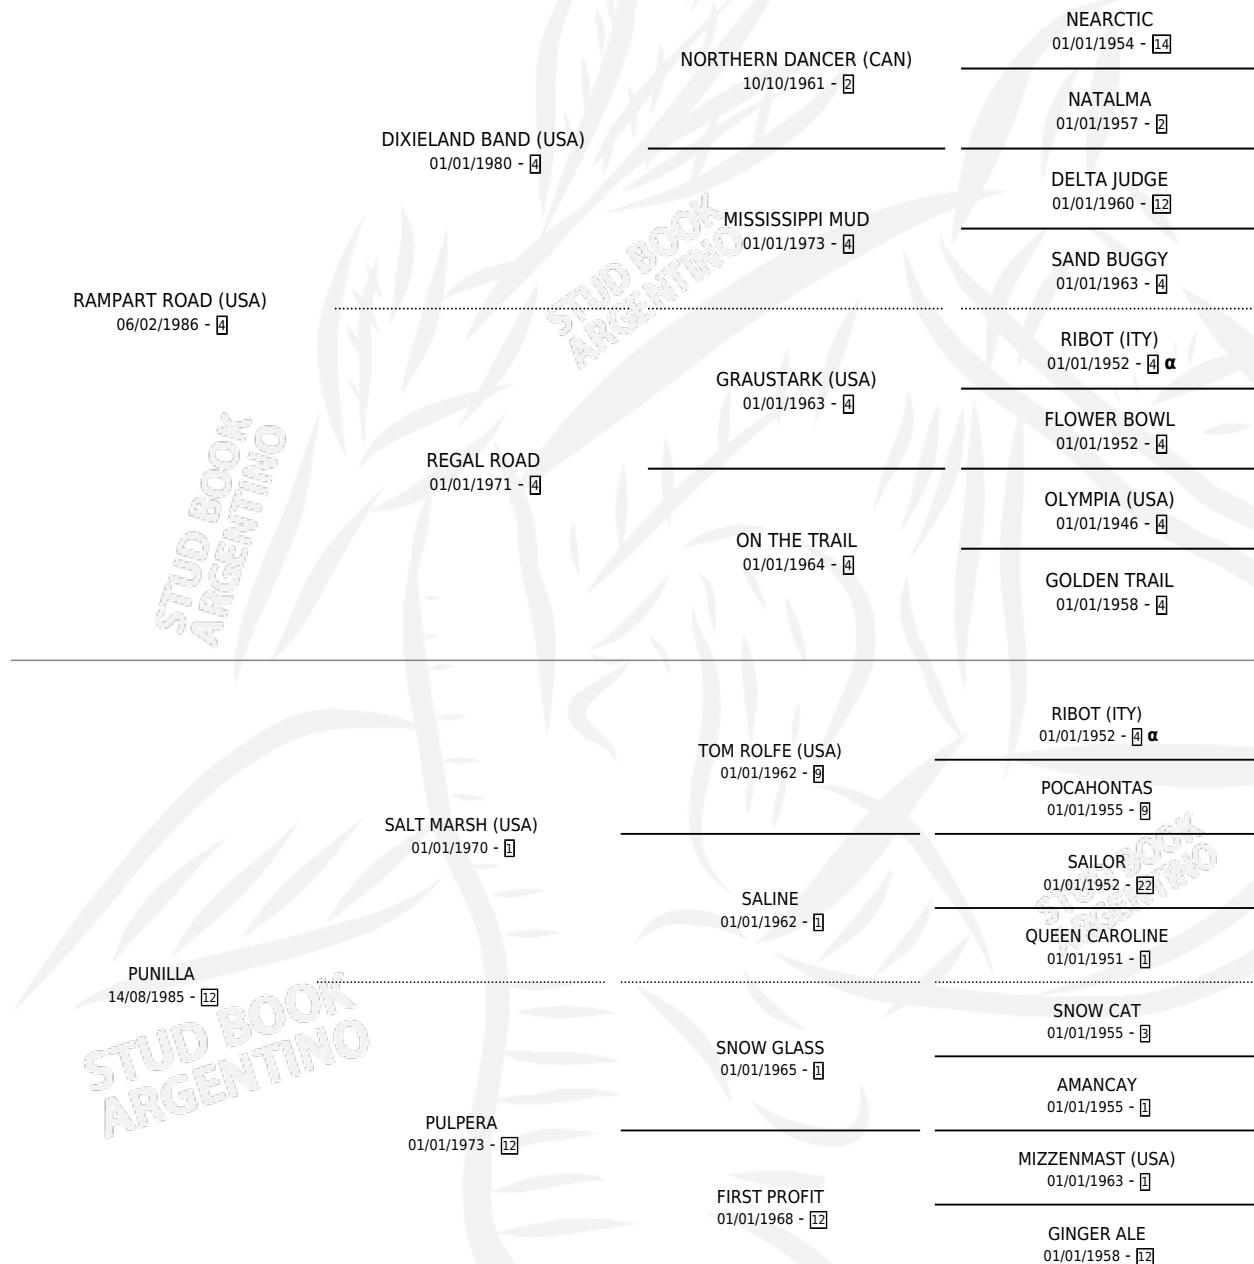 NEARCTIC
01/01/1954 - 14
NORTHERN DANCER (CAN)
10/10/1961 - 2
NATALMA
01/01/1957 - 2
DIXIELAND BAND (USA)
01/01/1980 - 4
DELTA JUDGE
01/01/1960 - 12
MISSISSIPPI MUD
01/01/1973 - 4
SAND BUGGY
01/01/1963 - 4
STUD BOOK
ARGENTINO
RAMPART ROAD (USA)
06/02/1986 - 4
RIBOT (ITY)
01/01/1952 - 4 α
GRAUSTARK (USA)
01/01/1963 - 4
FLOWER BOWL
01/01/1952 - 4
REGAL ROAD
01/01/1971 - 4
OLYMPIA (USA)
01/01/1946 - 4
ON THE TRAIL
01/01/1964 - 4
GOLDEN TRAIL
01/01/1958 - 4
STUD BOOK
ARGENTINO
RIBOT (ITY)
01/01/1952 - 4 α
TOM ROLFE (USA)
01/01/1962 - 9
POCAHONTAS
01/01/1955 - 9
SALT MARSH (USA)
01/01/1970 - 1
SAILOR
01/01/1952 - 22
SALINE
01/01/1962 - 1
QUEEN CAROLINE
01/01/1951 - 1
STUD BOOK
ARGENTINO
PUNILLA
14/08/1985 - 12
SNOW CAT
01/01/1955 - 3
SNOW GLASS
01/01/1965 - 1
AMANCAY
01/01/1955 - 1
PULPERA
01/01/1973 - 12
MIZZENMAST (USA)
01/01/1963 - 1
FIRST PROFIT
01/01/1968 - 12
GINGER ALE
01/01/1958 - 12
STUD BOOK
ARGENTINO